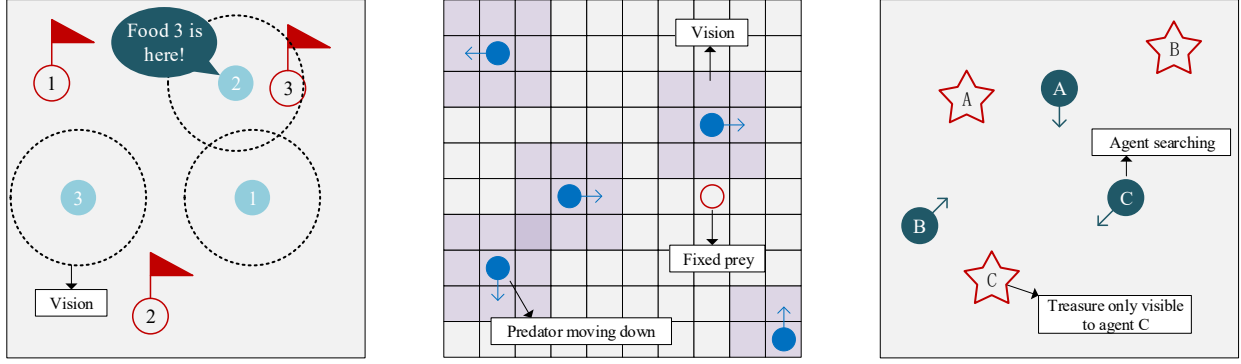 Food 3 is
here!
1
2
3
3
1
Vision
2
Vision
Fixed prey
Predator moving down
B
A
A
Agent searching
C
B
C
Treasure only visible
to agent C